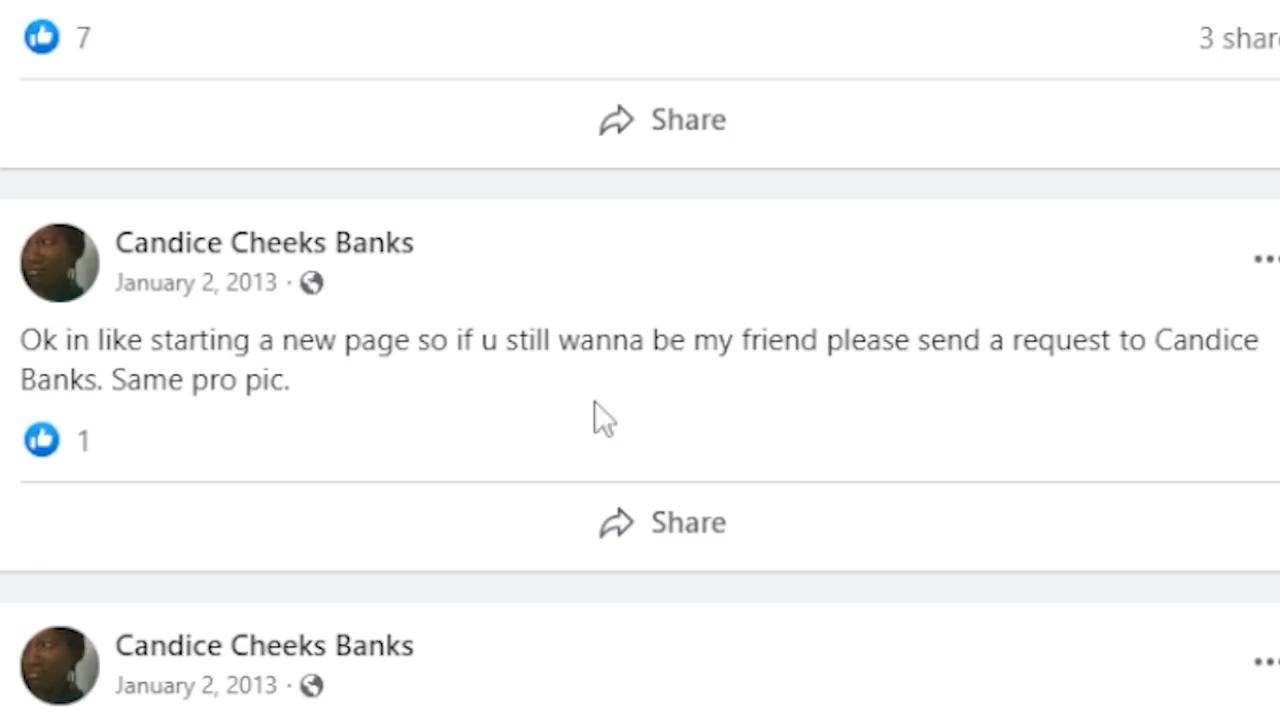 7
3 shar
Share
Candice Cheeks Banks
January 2, 2013 ·
Ok in like starting a new page so if u still wanna be my friend please send a request to Candice
Banks. Same pro pic.
1
Share
Candice Cheeks Banks
January 2, 2013 ·